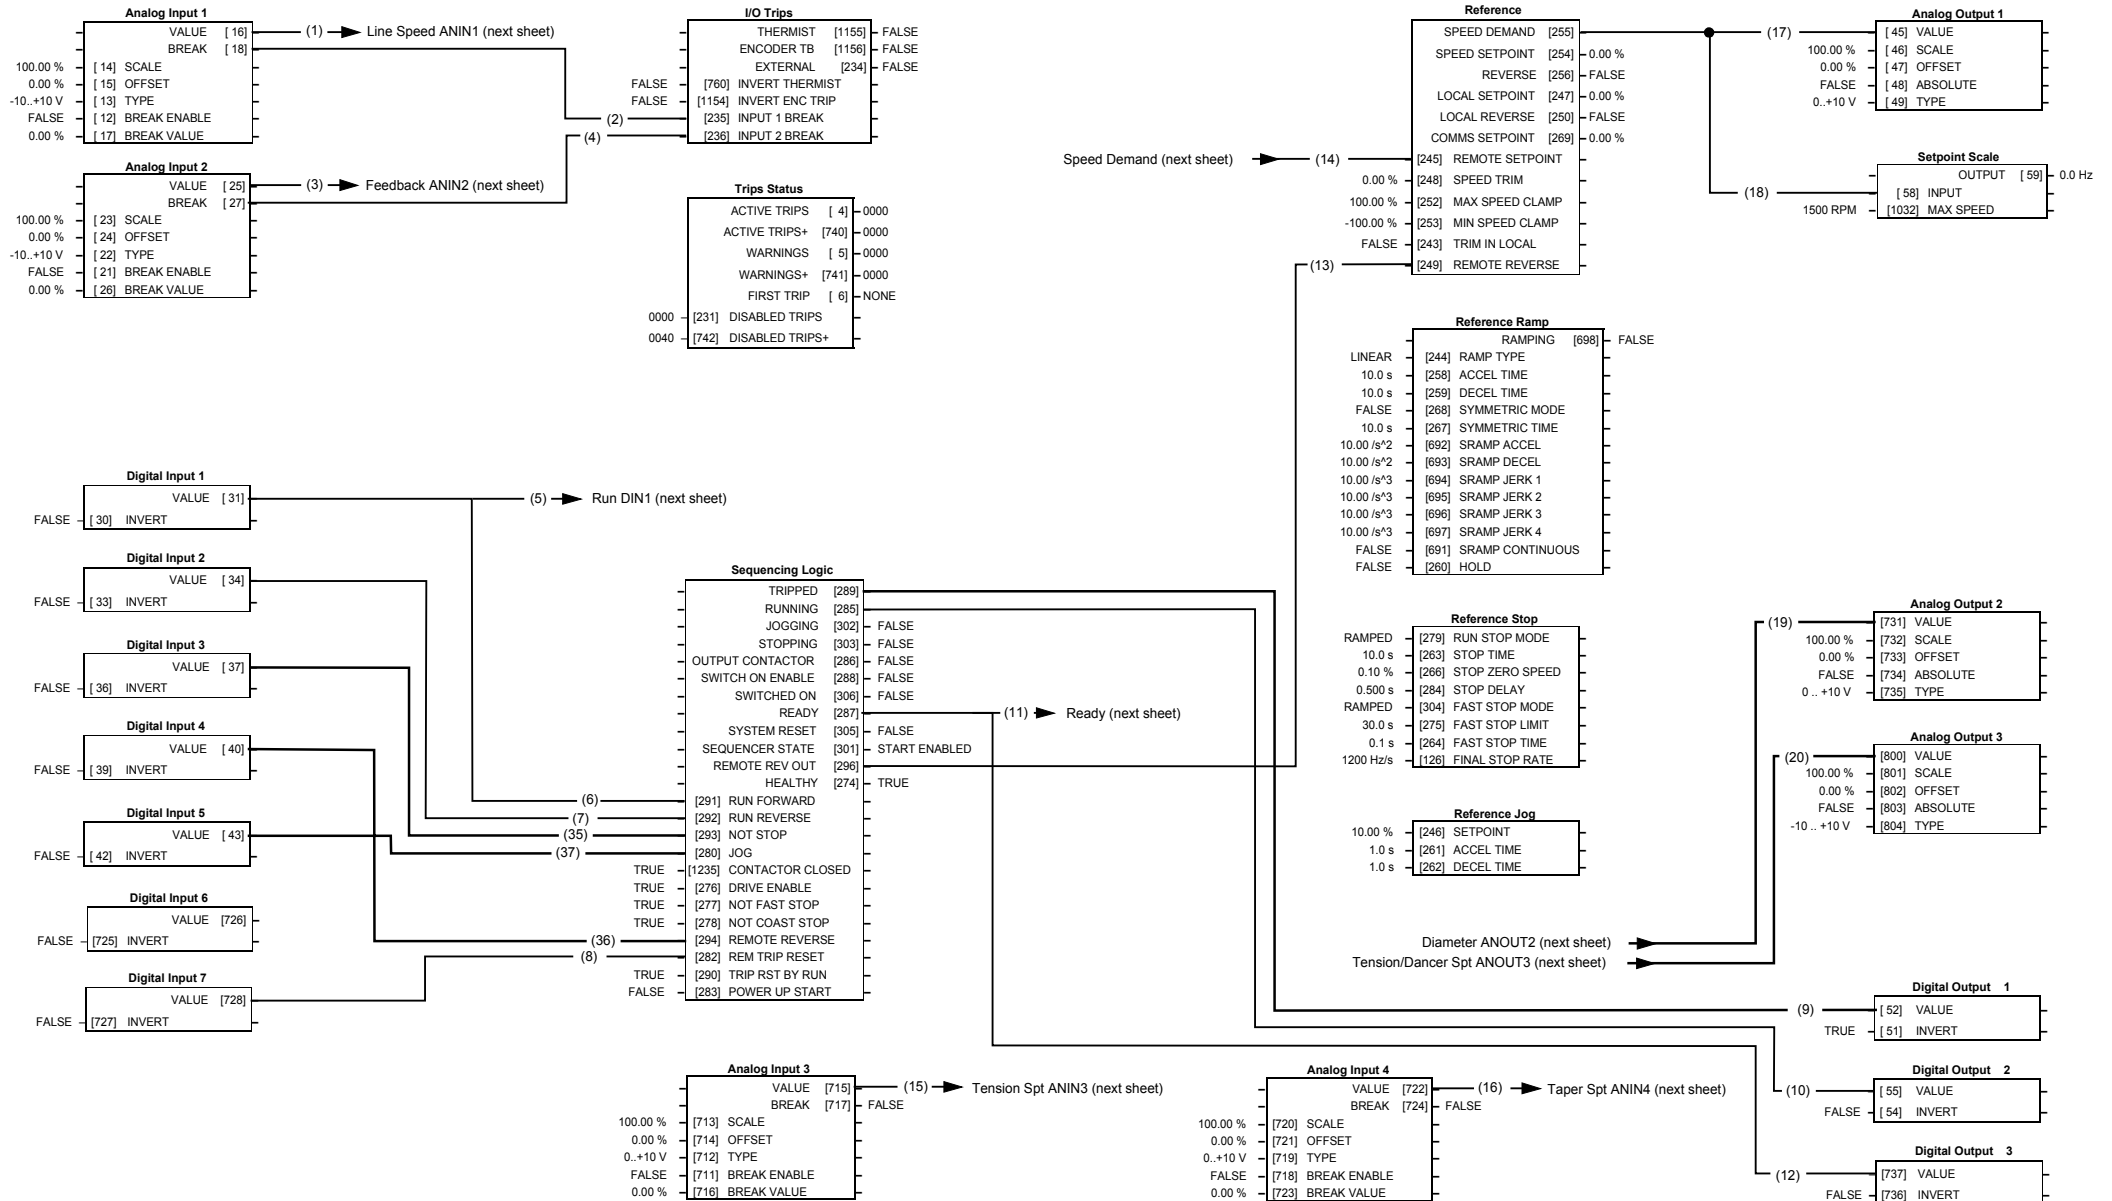 Analog Input 1
VALUE [ 16]
BREAK [ 18]
100.00 % [ 14] SCALE
0.00 % [ 15] OFFSET
-10..+10 V [ 13] TYPE
FALSE [ 12] BREAK ENABLE
0.00 % [ 17] BREAK VALUE
(1) Line Speed ANIN1 (next sheet)
(2)
(4)
Analog Input 2
VALUE [ 25]
BREAK [ 27]
100.00 % [ 23] SCALE
0.00 % [ 24] OFFSET
-10..+10 V [ 22] TYPE
FALSE [ 21] BREAK ENABLE
0.00 % [ 26] BREAK VALUE
(3) Feedback ANIN2 (next sheet)
I/O Trips
THERMIST [1155] FALSE
ENCODER TB [1156] FALSE
EXTERNAL [234] FALSE
FALSE [760] INVERT THERMIST
FALSE [1154] INVERT ENC TRIP
[235] INPUT 1 BREAK
[236] INPUT 2 BREAK
Trips Status
ACTIVE TRIPS [ 4] 0000
ACTIVE TRIPS+ [740] 0000
WARNINGS [ 5] 0000
WARNINGS+ [741] 0000
FIRST TRIP [ 6] NONE
0000 [231] DISABLED TRIPS
0040 [742] DISABLED TRIPS+
Reference
SPEED DEMAND [255]
SPEED SETPOINT [254] 0.00 %
REVERSE [256] FALSE
LOCAL SETPOINT [247] 0.00 %
LOCAL REVERSE [250] FALSE
COMMS SETPOINT [269] 0.00 %
Speed Demand (next sheet) (14) [245] REMOTE SETPOINT
0.00 % [248] SPEED TRIM
100.00 % [252] MAX SPEED CLAMP
-100.00 % [253] MIN SPEED CLAMP
FALSE [243] TRIM IN LOCAL
(13) [249] REMOTE REVERSE
(17)
Analog Output 1
[ 45] VALUE
100.00 % [ 46] SCALE
0.00 % [ 47] OFFSET
FALSE [ 48] ABSOLUTE
0..+10 V [ 49] TYPE
Setpoint Scale
OUTPUT [ 59] 0.0 Hz
(18) [ 58] INPUT
1500 RPM [1032] MAX SPEED
Reference Ramp
RAMPING [698] FALSE
LINEAR [244] RAMP TYPE
10.0 s [258] ACCEL TIME
10.0 s [259] DECEL TIME
FALSE [268] SYMMETRIC MODE
10.0 s [267] SYMMETRIC TIME
10.00 /s^2 [692] SRAMP ACCEL
10.00 /s^2 [693] SRAMP DECEL
10.00 /s^3 [694] SRAMP JERK 1
10.00 /s^3 [695] SRAMP JERK 2
10.00 /s^3 [696] SRAMP JERK 3
10.00 /s^3 [697] SRAMP JERK 4
FALSE [691] SRAMP CONTINUOUS
FALSE [260] HOLD
Digital Input 1
VALUE [ 31]
FALSE [ 30] INVERT
(5) Run DIN1 (next sheet)
Digital Input 2
VALUE [ 34]
FALSE [ 33] INVERT
Digital Input 3
VALUE [ 37]
FALSE [ 36] INVERT
Digital Input 4
VALUE [ 40]
FALSE [ 39] INVERT
Digital Input 5
VALUE [ 43]
FALSE [ 42] INVERT
Digital Input 6
VALUE [726]
FALSE [725] INVERT
Digital Input 7
VALUE [728]
FALSE [727] INVERT
Sequencing Logic
TRIPPED [289]
RUNNING [285]
JOGGING [302] FALSE
STOPPING [303] FALSE
OUTPUT CONTACTOR [286] FALSE
SWITCH ON ENABLE [288] FALSE
SWITCHED ON [306] FALSE
READY [287] (11) Ready (next sheet)
SYSTEM RESET [305] FALSE
SEQUENCER STATE [301] START ENABLED
REMOTE REV OUT [296]
HEALTHY [274] TRUE
(6) [291] RUN FORWARD
(7) [292] RUN REVERSE
(35) [293] NOT STOP
(37) [280] JOG
TRUE [1235] CONTACTOR CLOSED
TRUE [276] DRIVE ENABLE
TRUE [277] NOT FAST STOP
TRUE [278] NOT COAST STOP
(36) [294] REMOTE REVERSE
(8) [282] REM TRIP RESET
TRUE [290] TRIP RST BY RUN
FALSE [283] POWER UP START
Reference Stop
RAMPED [279] RUN STOP MODE
10.0 s [263] STOP TIME
0.10 % [266] STOP ZERO SPEED
0.500 s [284] STOP DELAY
RAMPED [304] FAST STOP MODE
30.0 s [275] FAST STOP LIMIT
0.1 s [264] FAST STOP TIME
1200 Hz/s [126] FINAL STOP RATE
Reference Jog
10.00 % [246] SETPOINT
1.0 s [261] ACCEL TIME
1.0 s [262] DECEL TIME
Analog Output 2
(19) [731] VALUE
100.00 % [732] SCALE
0.00 % [733] OFFSET
FALSE [734] ABSOLUTE
0 .. +10 V [735] TYPE
Analog Output 3
(20) [800] VALUE
100.00 % [801] SCALE
0.00 % [802] OFFSET
FALSE [803] ABSOLUTE
-10 .. +10 V [804] TYPE
Diameter ANOUT2 (next sheet)
Tension/Dancer Spt ANOUT3 (next sheet)
Digital Output 1
(9) [ 52] VALUE
TRUE [ 51] INVERT
Digital Output 2
(10) [ 55] VALUE
FALSE [ 54] INVERT
Digital Output 3
(12) [737] VALUE
FALSE [736] INVERT
Analog Input 3
VALUE [715] (15) Tension Spt ANIN3 (next sheet)
BREAK [717] FALSE
100.00 % [713] SCALE
0.00 % [714] OFFSET
0..+10 V [712] TYPE
FALSE [711] BREAK ENABLE
0.00 % [716] BREAK VALUE
Analog Input 4
VALUE [722] (16) Taper Spt ANIN4 (next sheet)
BREAK [724] FALSE
100.00 % [720] SCALE
0.00 % [721] OFFSET
0..+10 V [719] TYPE
FALSE [718] BREAK ENABLE
0.00 % [723] BREAK VALUE